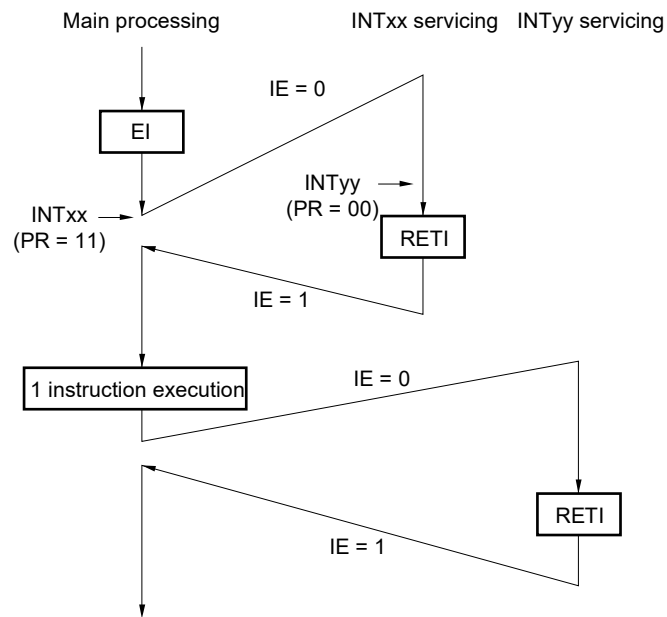 Main processing
INTxx servicing
INTyy servicing
IE = 0
EI
INTyy
(PR = 00)
INTxx
(PR = 11)
RETI
IE = 1
1 instruction execution
IE = 0
RETI
IE = 1